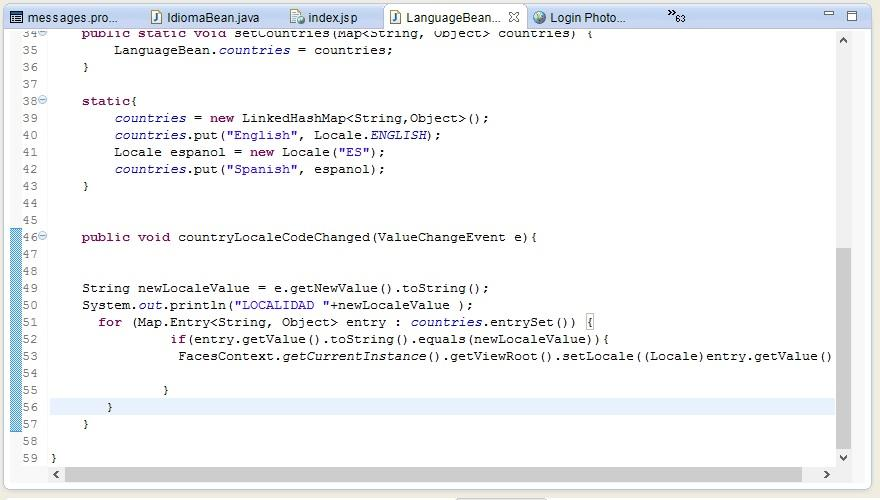 messages.pro... IdiomaBean.java index.jsp LanguageBean... Login Photo... »63
34 public static void setCountries(Map<String, Object> countries) {
35 LanguageBean.countries = countries;
36 }
37
38 static{
39 countries = new LinkedHashMap<String,Object>();
40 countries.put("English", Locale.ENGLISH);
41 Locale espanol = new Locale("ES");
42 countries.put("Spanish", espanol);
43 }
44
45
46 public void countryLocaleCodeChanged(ValueChangeEvent e){
47
48
49 String newLocaleValue = e.getNewValue().toString();
50 System.out.println("LOCALIDAD "+newLocaleValue );
51 for (Map.Entry<String, Object> entry : countries.entrySet()) {
52 if(entry.getValue().toString().equals(newLocaleValue)){
53 FacesContext.getCurrentInstance().getViewRoot().setLocale((Locale)entry.getValue()
54
55 }
56 }
57 }
58
59 }